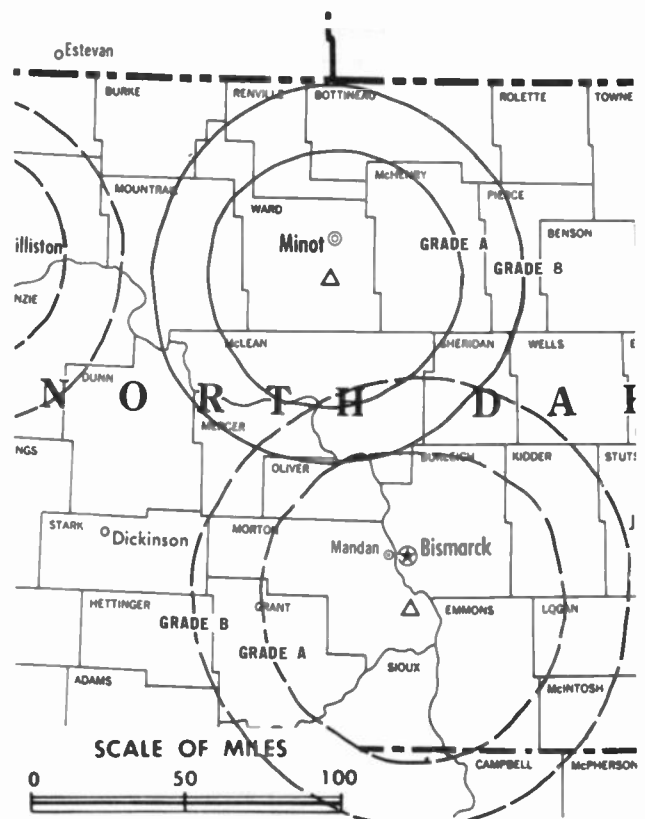 Estevan
BURKE
RENVILLE
BOTTINEAU
ROLETTE
TOWNE
MOUNTRAIL
McHENRY
PIERCE
WARD
BENSON
illiston
Minot
GRADE A
GRADE B
NZIE
McLEAN
SHERIDAN
WELLS
DUNN
NORTH DA
MERCER
NGS
OLIVER
BURLEIGH
KIDDER
STUTS
STARK
Dickinson
MORTON
Mandan
Bismarck
HETTINGER
GRANT
EMMONS
LOGAN
GRADE B
GRADE A
SIOUX
ADAMS
McINTOSH
SCALE OF MILES
CAMPBELL
McPHERSON
0 50 100